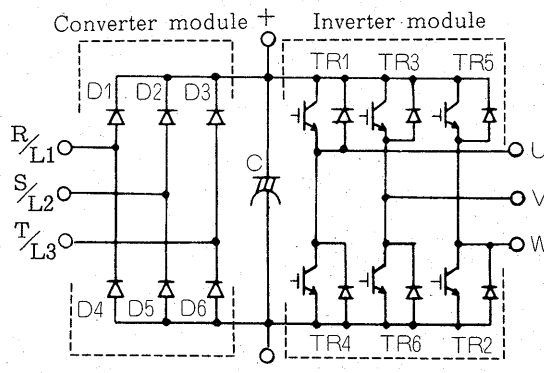 Converter module + Inverter module
TR1 TR3 TR5
D1 D2 D3
R/L1
U
C
S/L2
V
T/L3
W
D4 D5 D6
TR4 TR6 TR2